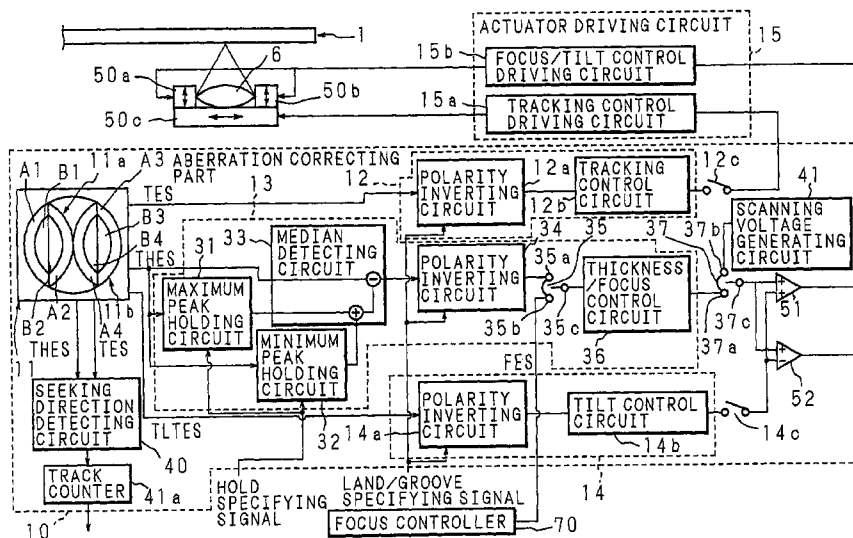 ACTUATOR DRIVING CIRCUIT
1
15
15b
FOCUS/TILT CONTROL
DRIVING CIRCUIT
6
50a
50b
15a
TRACKING CONTROL
DRIVING CIRCUIT
50c
A1
B1
11a
A3
ABERRATION CORRECTING
PART
TES
12
13
POLARITY
INVERTING
CIRCUIT
12a
12b
TRACKING
CONTROL
CIRCUIT
12c
41
SCANNING
VOLTAGE
GENERATING
CIRCUIT
B3
B4
THES
31
33
MEDIAN
DETECTING
CIRCUIT
34
POLARITY
INVERTING
CIRCUIT
35
35a
35b
35c
THICKNESS
/FOCUS
CONTROL
CIRCUIT
36
37
37b
37c
37a
51
52
MAXIMUM
PEAK
HOLDING
CIRCUIT
B2
A2
A4
11b
11
THES
TES
MINIMUM
PEAK
HOLDING
CIRCUIT
32
FES
SEEKING
DIRECTION
DETECTING
CIRCUIT
40
TLTES
14a
POLARITY
INVERTING
CIRCUIT
TILT CONTROL
CIRCUIT
14b
14c
14
TRACK
COUNTER
41a
10
HOLD
SPECIFYING
SIGNAL
LAND/GROOVE
SPECIFYING SIGNAL
FOCUS CONTROLLER
70